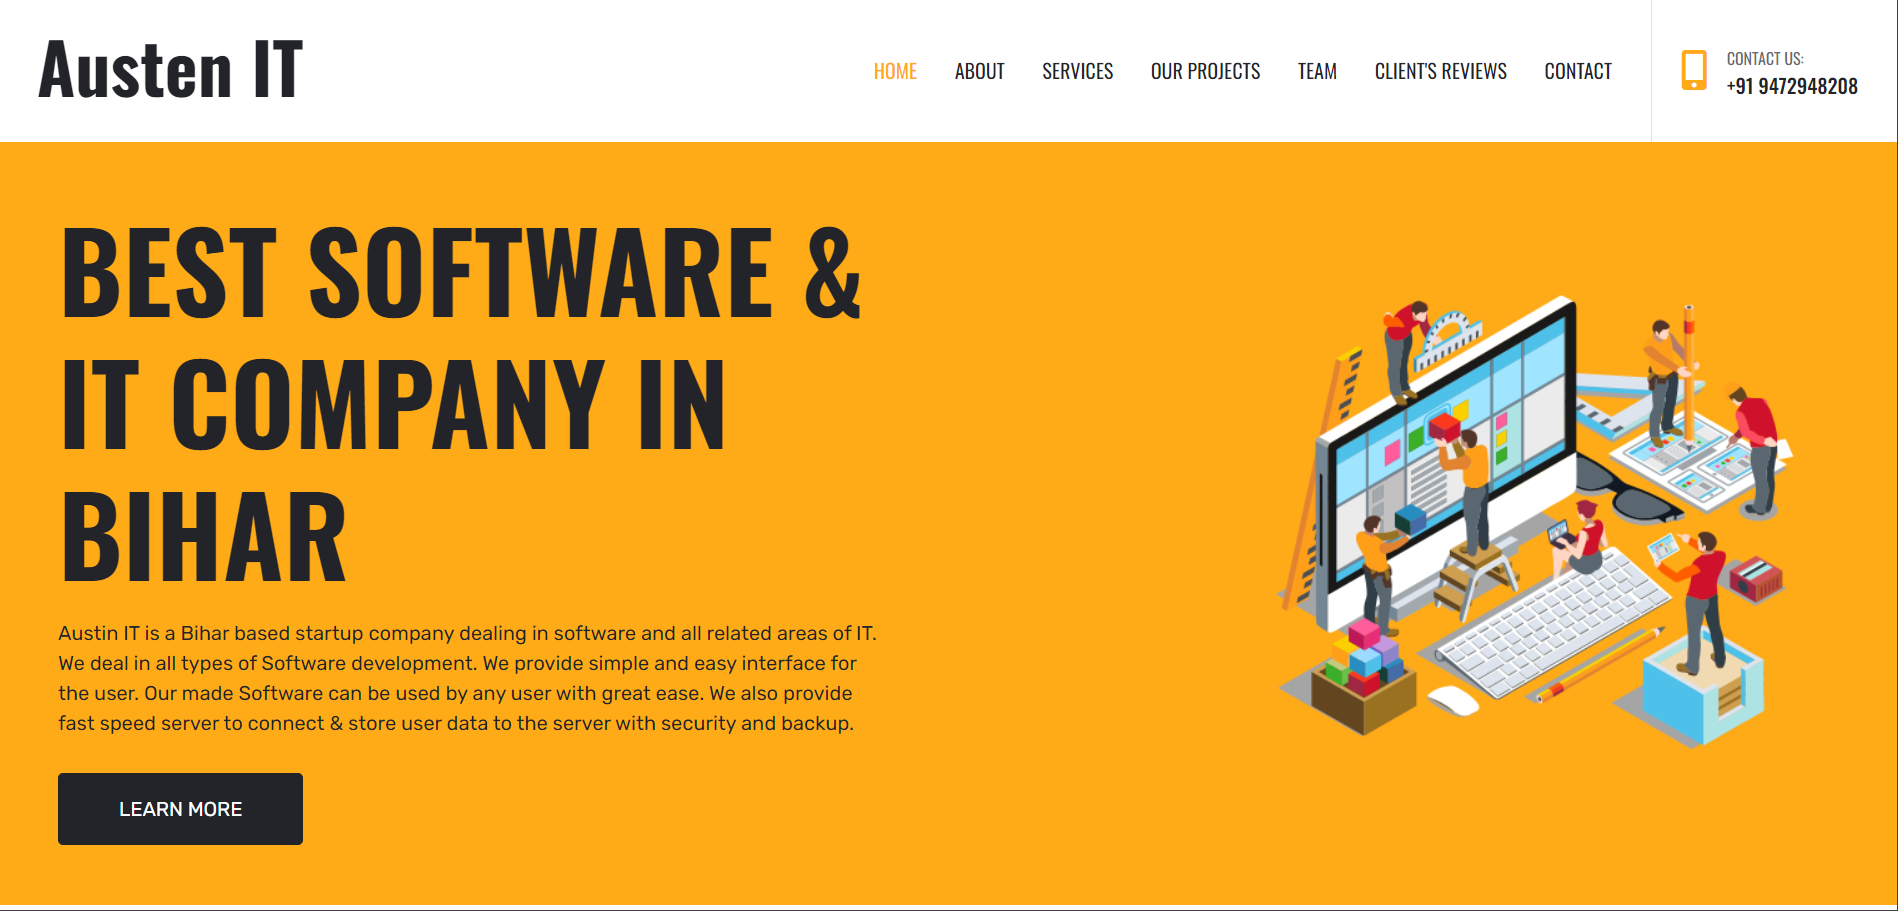 Austen IT
HOME
ABOUT
SERVICES
OUR PROJECTS
TEAM
CLIENT'S REVIEWS
CONTACT
CONTACT US:
+91 9472948208
BEST SOFTWARE &
IT COMPANY IN
BIHAR
Austin IT is a Bihar based startup company dealing in software and all related areas of IT.
We deal in all types of Software development. We provide simple and easy interface for
the user. Our made Software can be used by any user with great ease. We also provide
fast speed server to connect & store user data to the server with security and backup.
LEARN MORE